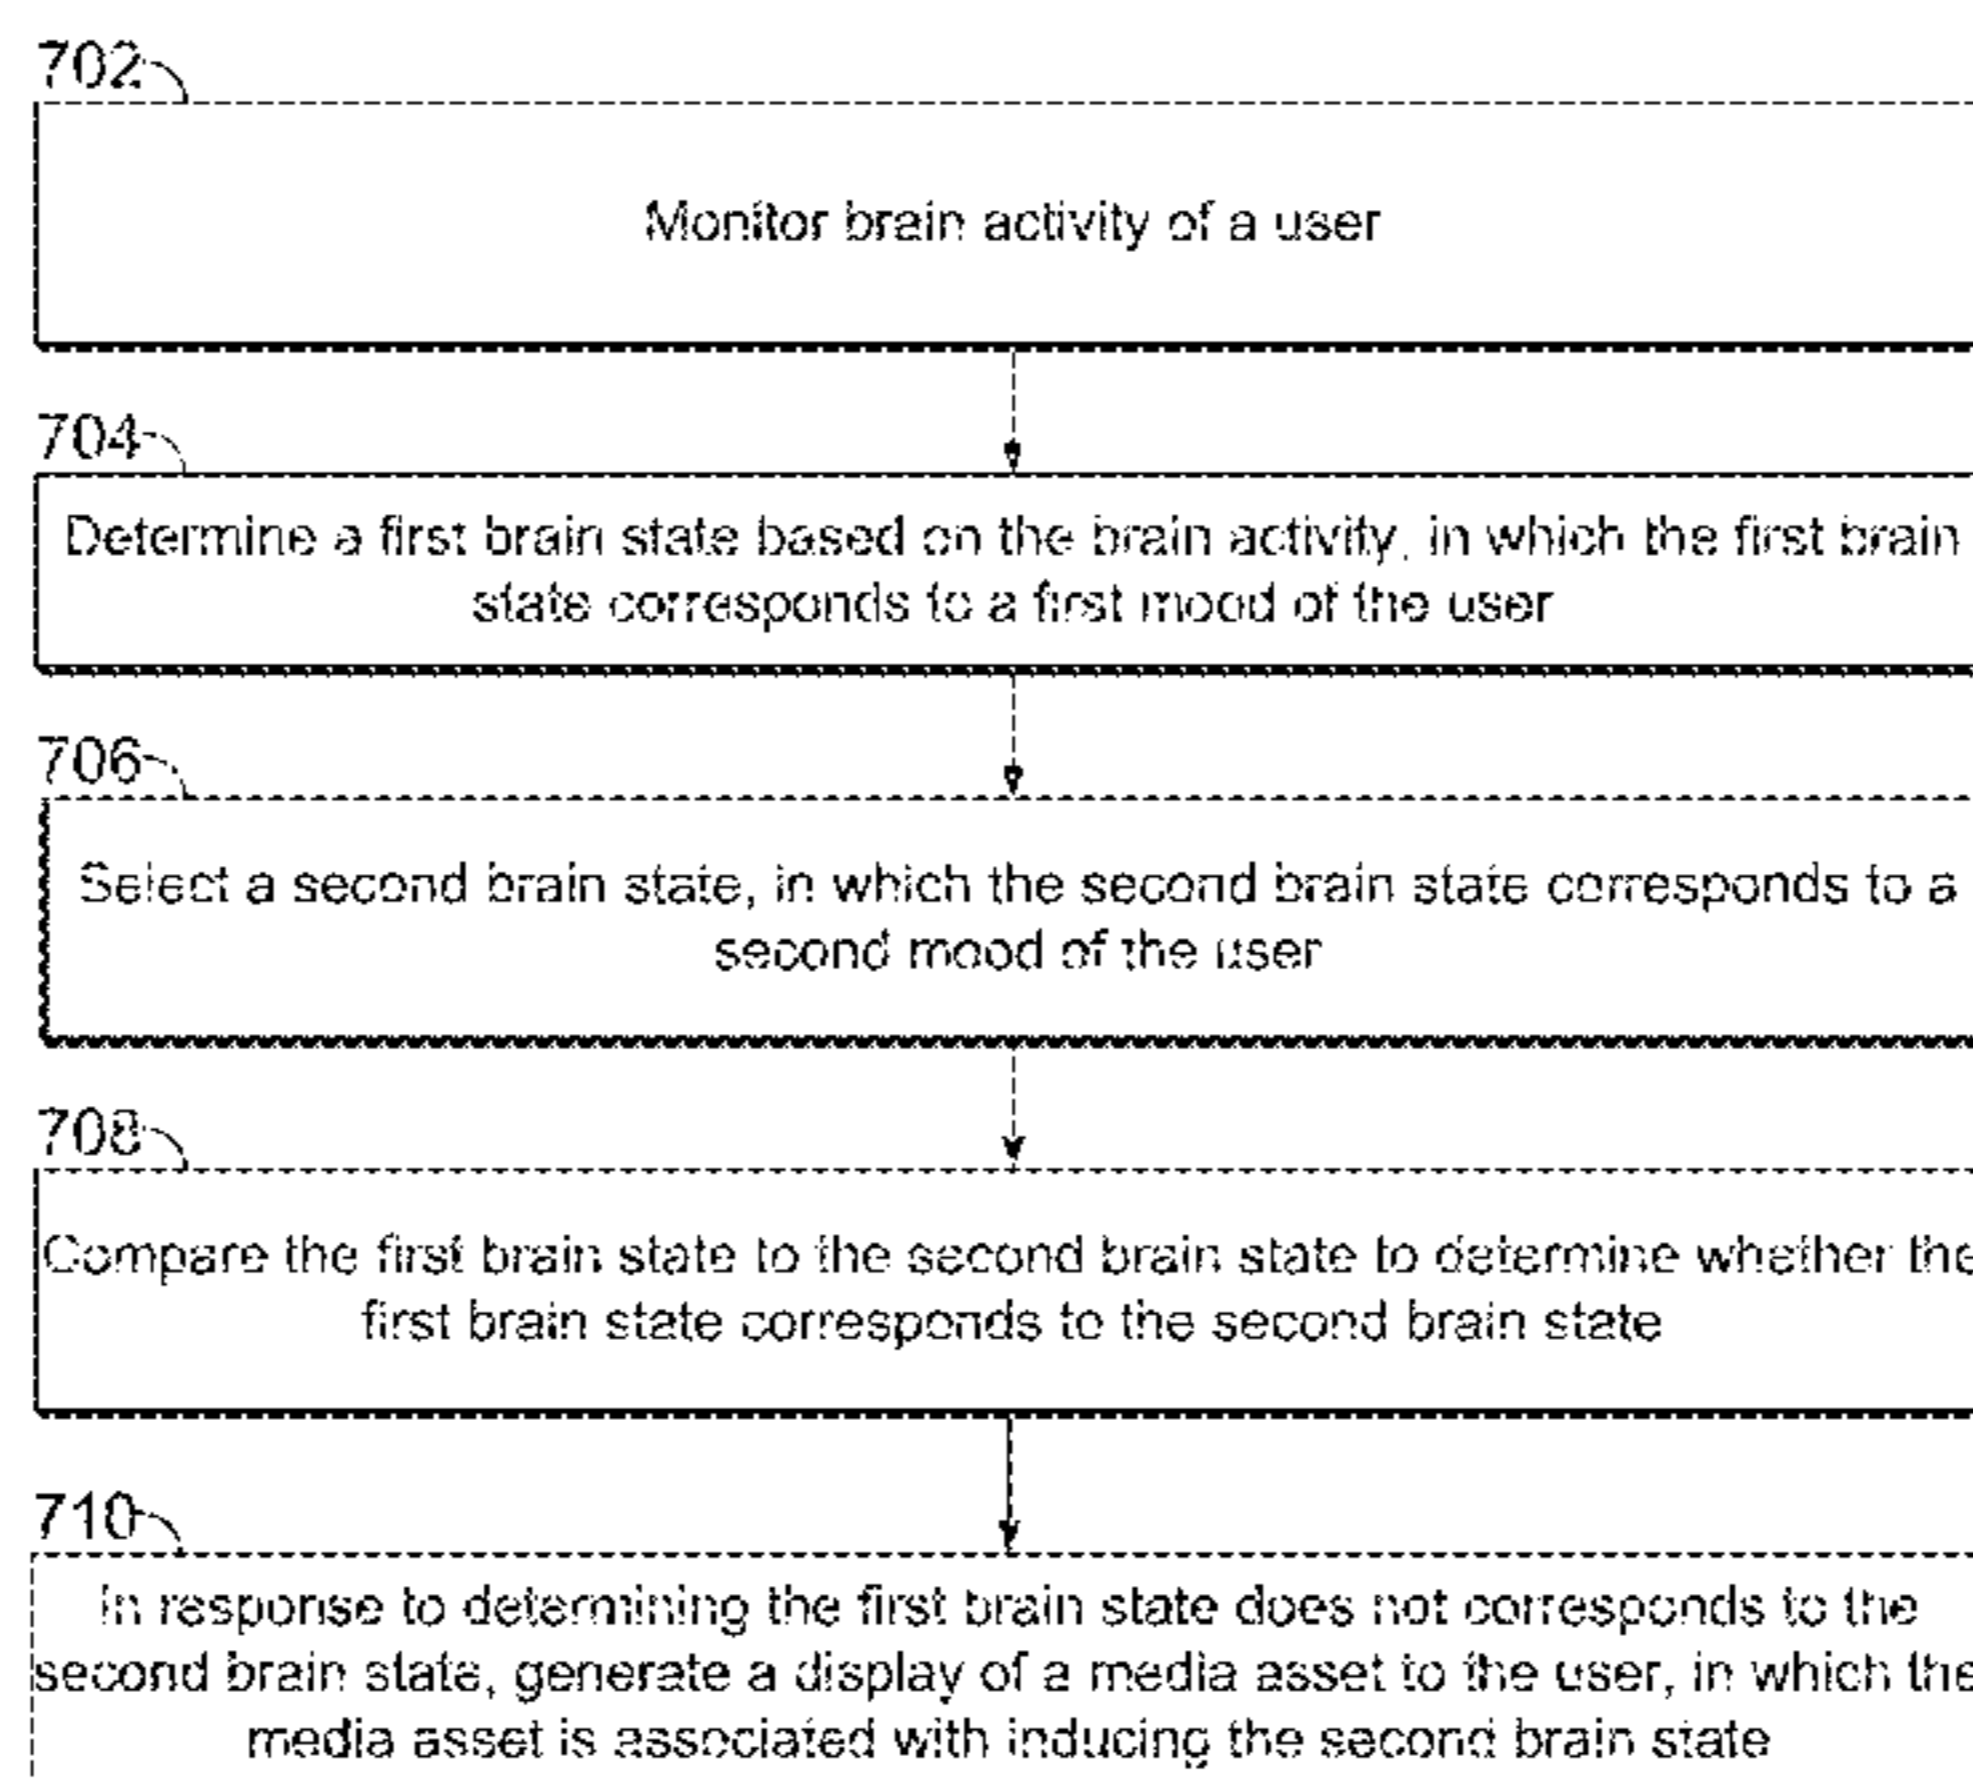 702
Monitor brain activity of a user
704
Determine a first brain state based on the brain activity, in which the first brain
state corresponds to a first mood of the user
706
Select a second brain state, in which the second brain state corresponds to a
second mood of the user
708
Compare the first brain state to the second brain state to determine whether the
first brain state corresponds to the second brain state
710
In response to determining the first brain state does not corresponds to the
second brain state, generate a display of a media asset to the user, in which the
media asset is associated with inducing the second brain state